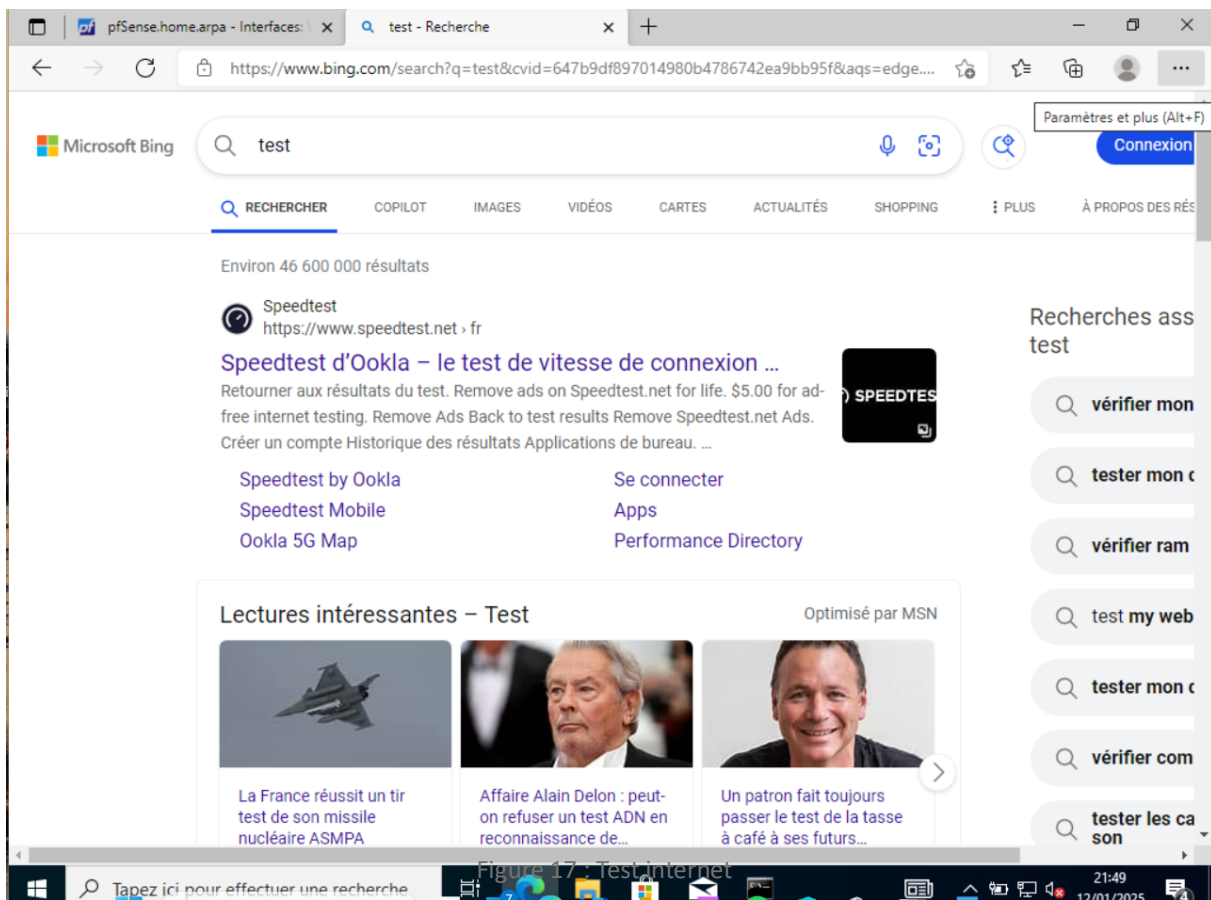 pfSense.home.arpa - Interfaces:
test - Recherche
https://www.bing.com/search?q=test&cvid=647b9df897014980b4786742ea9bb95f&aqs=edge....
Paramètres et plus (Alt+F)
Microsoft Bing
test
Connexion
RECHERCHER COPILOT IMAGES VIDÉOS CARTES ACTUALITÉS SHOPPING PLUS À PROPOS DES RÉS
Environ 46 600 000 résultats
Speedtest
https://www.speedtest.net › fr
Speedtest d’Ookla – le test de vitesse de connexion ...
Retourner aux résultats du test. Remove ads on Speedtest.net for life. $5.00 for ad-
free internet testing. Remove Ads Back to test results Remove Speedtest.net Ads.
Créer un compte Historique des résultats Applications de bureau. ...
SPEEDTES
Speedtest by Ookla
Se connecter
Speedtest Mobile
Apps
Ookla 5G Map
Performance Directory
Recherches ass
test
vérifier mon
tester mon d
vérifier ram
test my web
tester mon d
vérifier com
tester les ca
son
Lectures intéressantes – Test
Optimisé par MSN
La France réussit un tir
test de son missile
nucléaire ASMPA
Affaire Alain Delon : peut-
on refuser un test ADN en
reconnaissance de...
Un patron fait toujours
passer le test de la tasse
à café à ses futurs...
Figure 17 : Test internet
Tapez ici pour effectuer une recherche
7
21:49
12/01/2025
4